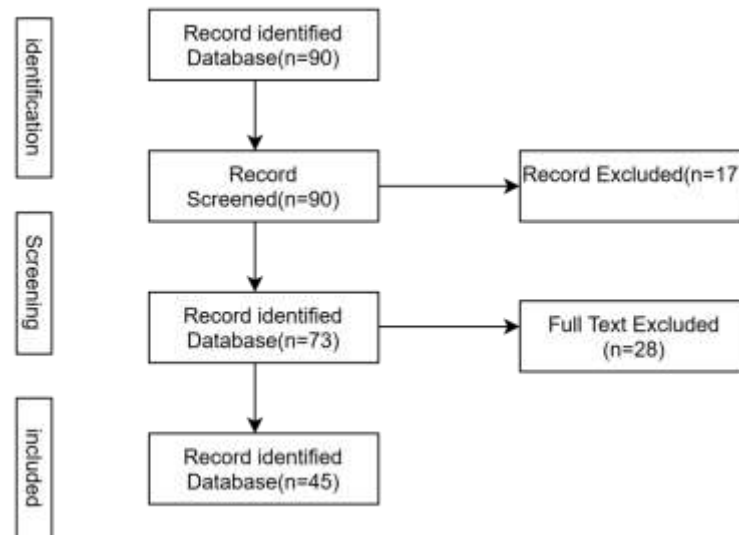 identification
Record identified
Database(n=90)
Record
Screened(n=90)
Record Excluded(n=17
Screening
Record identified
Database(n=73)
Full Text Excluded
(n=28)
included
Record identified
Database(n=45)